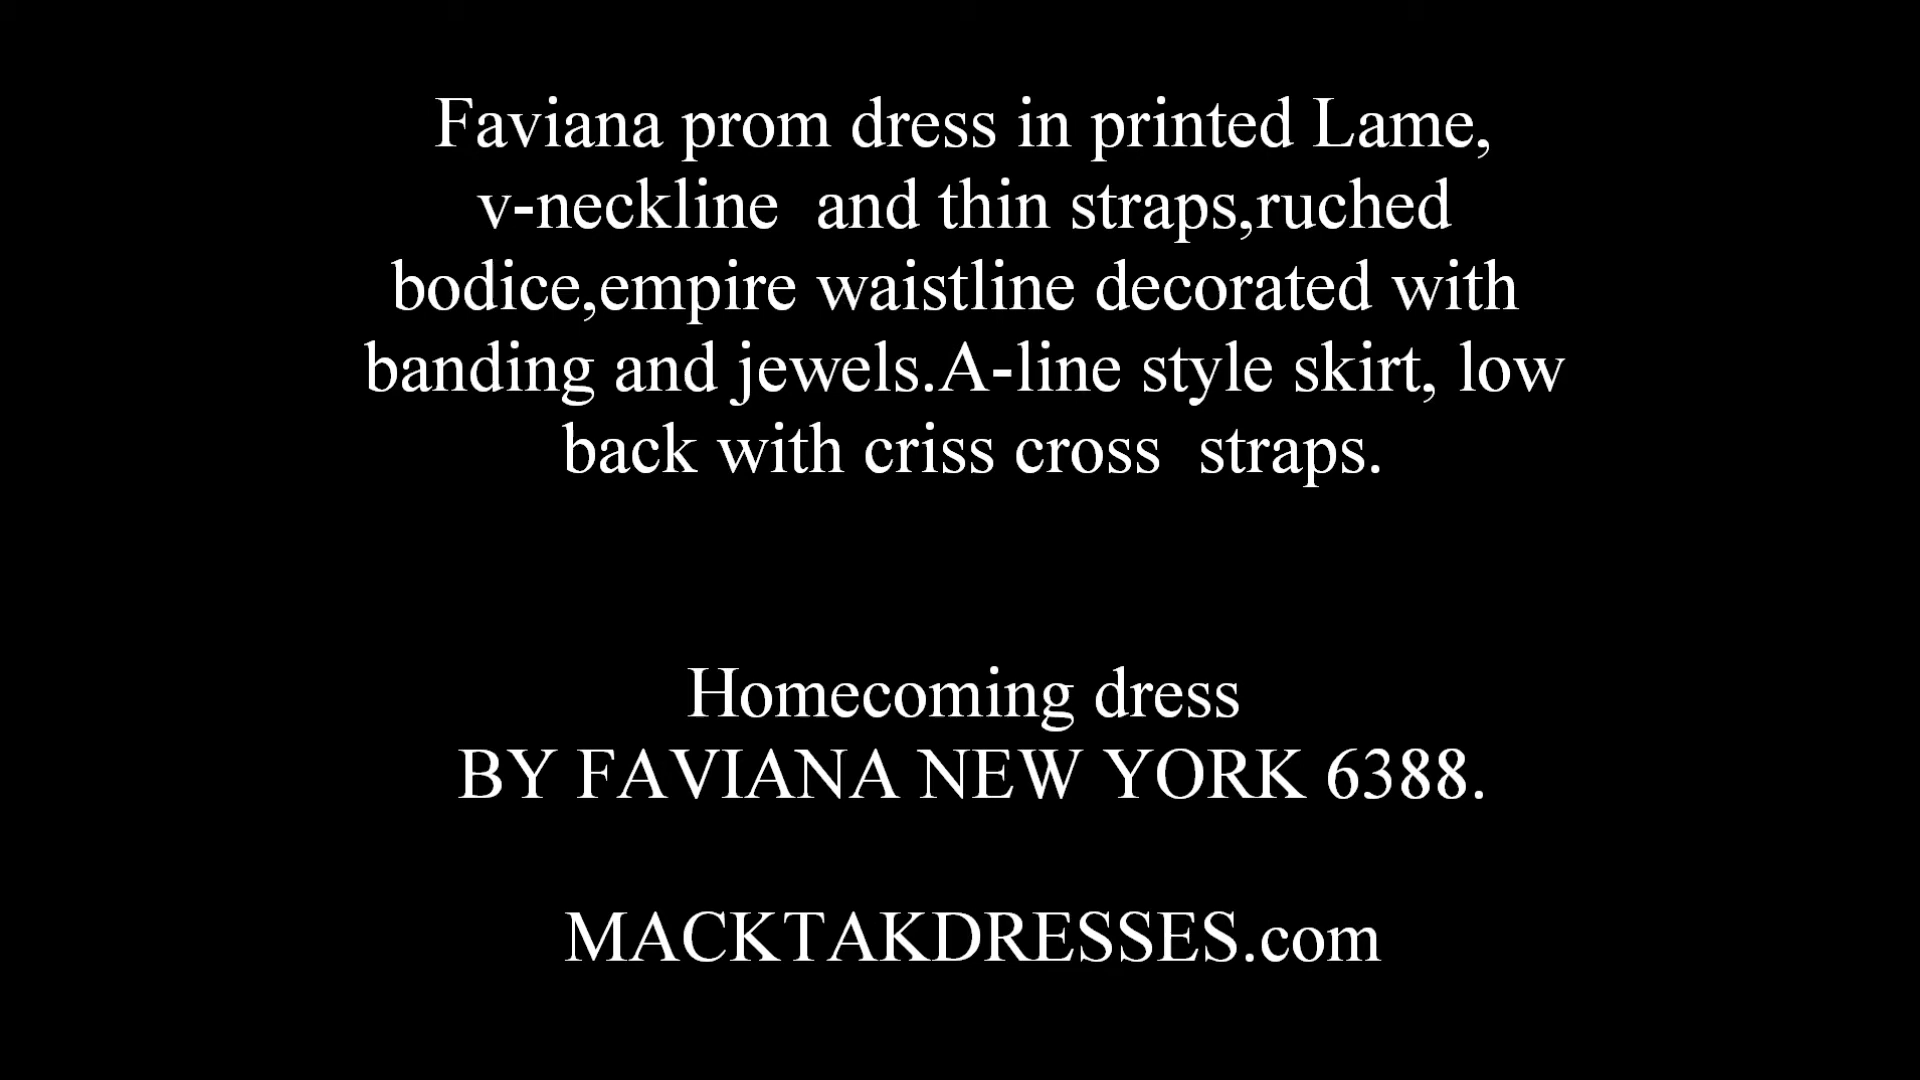 Faviana prom dress in printed Lame,
v-neckline  and thin straps,ruched
bodice,empire waistline decorated with
banding and jewels.A-line style skirt, low
back with criss cross  straps.
Homecoming dress
BY FAVIANA NEW YORK 6388.
MACKTAKDRESSES.com